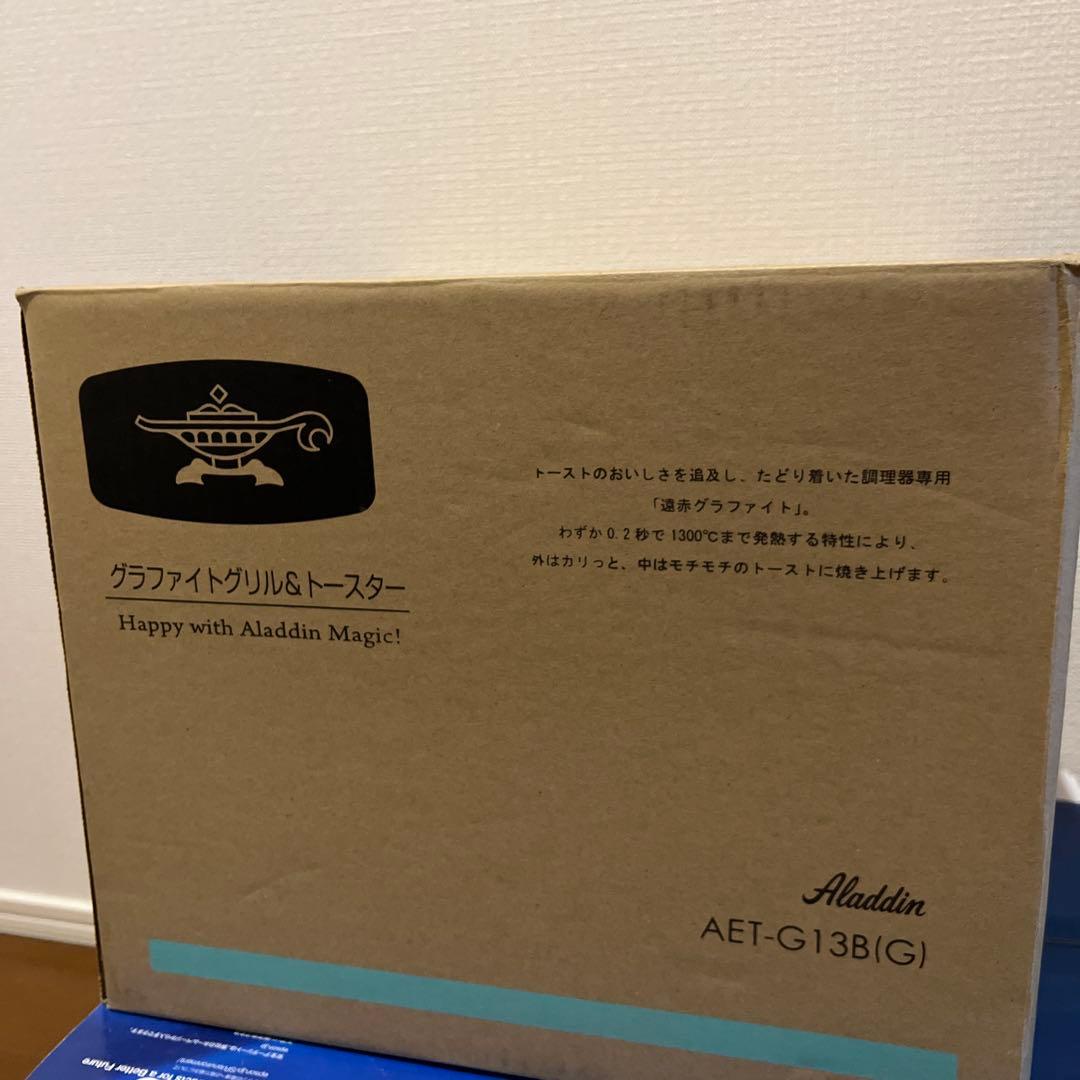 グラファイトグリル&トースター
Happy with Aladdin Magic!
トーストのおいしさを追及し、たどり着いた調理器専用
「遠赤グラファイト」。
わずか0.2秒で1300℃まで発熱する特性により、
外はカリっと、中はモチモチのトーストに焼き上げます。
Aladdin
AET-G13B(G)
for a Better Future